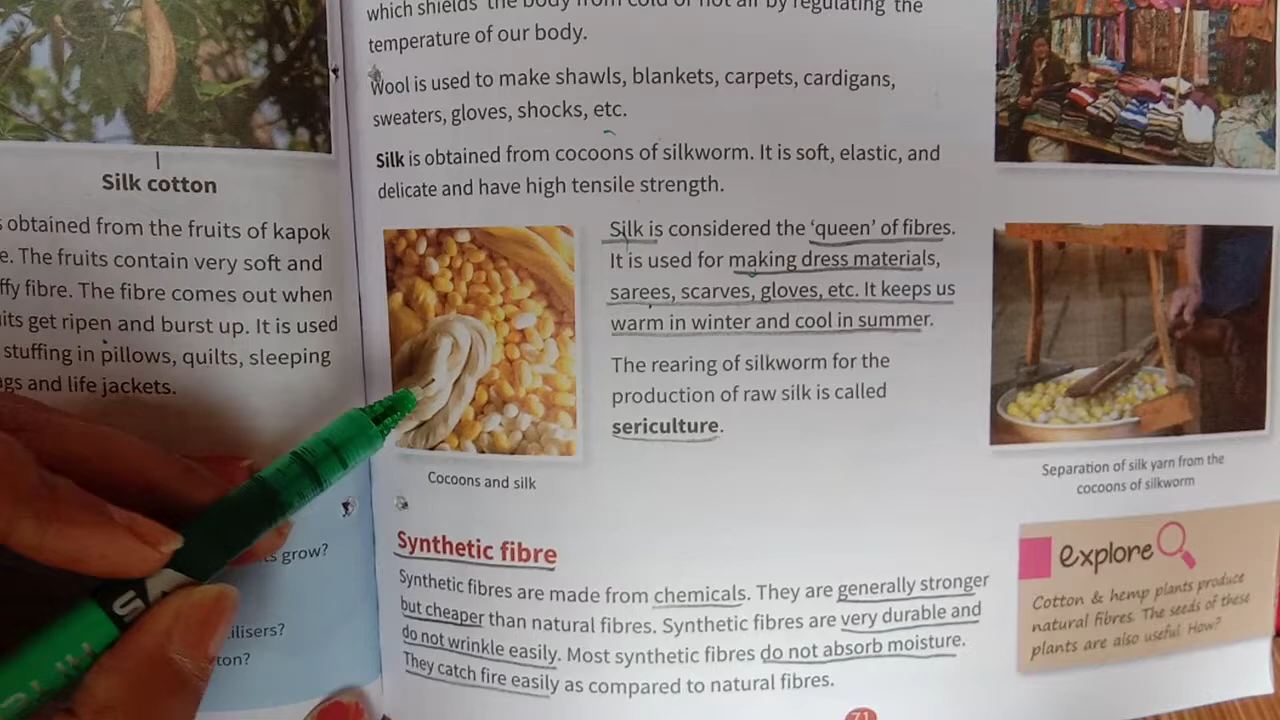 Silk cotton
obtained from the fruits of kapok
The fruits contain very soft and
fibre. The fibre comes out when
get ripen and burst up. It is used
stuffing in pillows, quilts, sleeping
and life jackets.
grow?
ilisers?
which shields the body from cold or hot air by regulating the
temperature of our body.
Wool is used to make shawls, blankets, carpets, cardigans,
sweaters, gloves, shocks, etc.
Silk is obtained from cocoons of silkworm. It is soft, elastic, and
delicate and have high tensile strength.
Silk is considered the ‘queen’ of fibres.
It is used for making dress materials,
sarees, scarves, gloves, etc. It keeps us
warm in winter and cool in summer.
The rearing of silkworm for the
production of raw silk is called
sericulture.
Cocoons and silk
Separation of silk yarn from the
cocoons of silkworm
Synthetic fibre
Synthetic fibres are made from chemicals. They are generally stronger
but cheaper than natural fibres. Synthetic fibres are very durable and
do not wrinkle easily. Most synthetic fibres do not absorb moisture.
They catch fire easily as compared to natural fibres.
explore
Cotton & hemp plants produce
natural fibres. The seeds of these
plants are also useful. How?
71